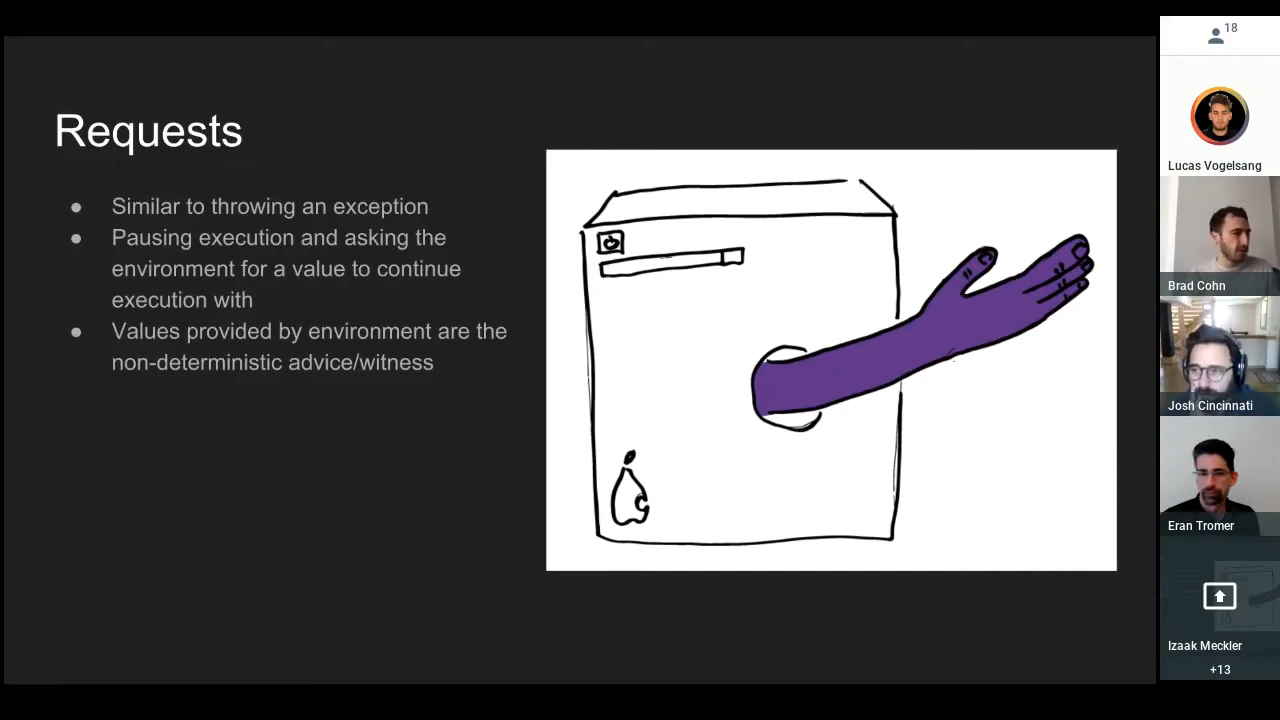 Requests
● Similar to throwing an exception
● Pausing execution and asking the
environment for a value to continue
execution with
● Values provided by environment are the
non-deterministic advice/witness
18
Lucas Vogelsang
Brad Cohn
Josh Cincinnati
Eran Tromer
Izaak Meckler
+13